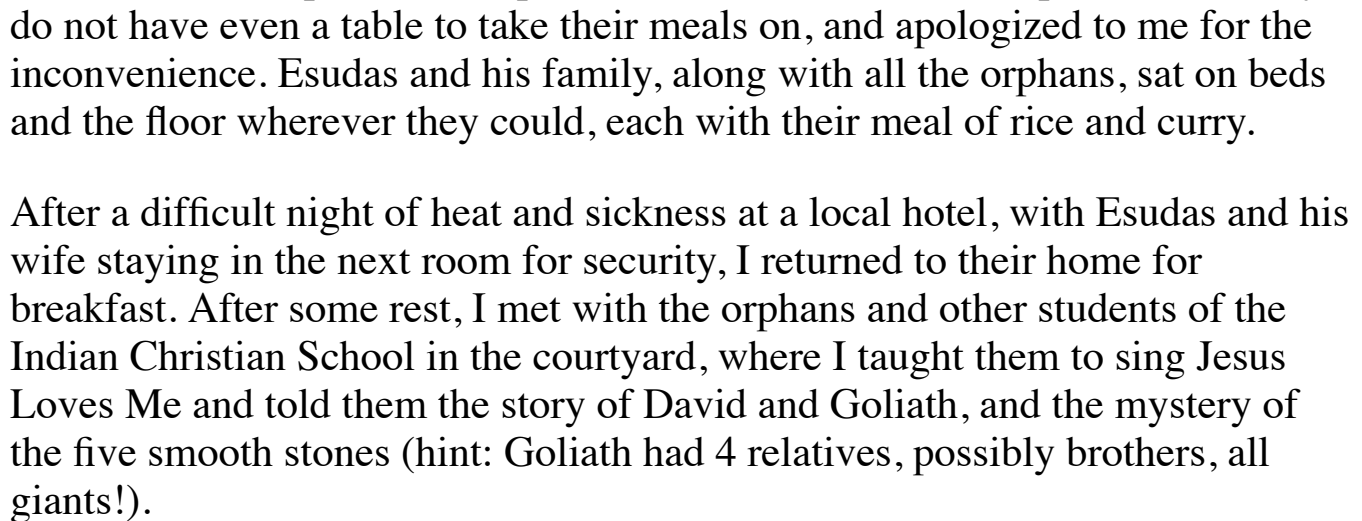 do not have even a table to take their meals on, and apologized to me for the
inconvenience. Esudas and his family, along with all the orphans, sat on beds
and the floor wherever they could, each with their meal of rice and curry.
After a difficult night of heat and sickness at a local hotel, with Esudas and his
wife staying in the next room for security, I returned to their home for
breakfast. After some rest, I met with the orphans and other students of the
Indian Christian School in the courtyard, where I taught them to sing Jesus
Loves Me and told them the story of David and Goliath, and the mystery of
the five smooth stones (hint: Goliath had 4 relatives, possibly brothers, all
giants!).